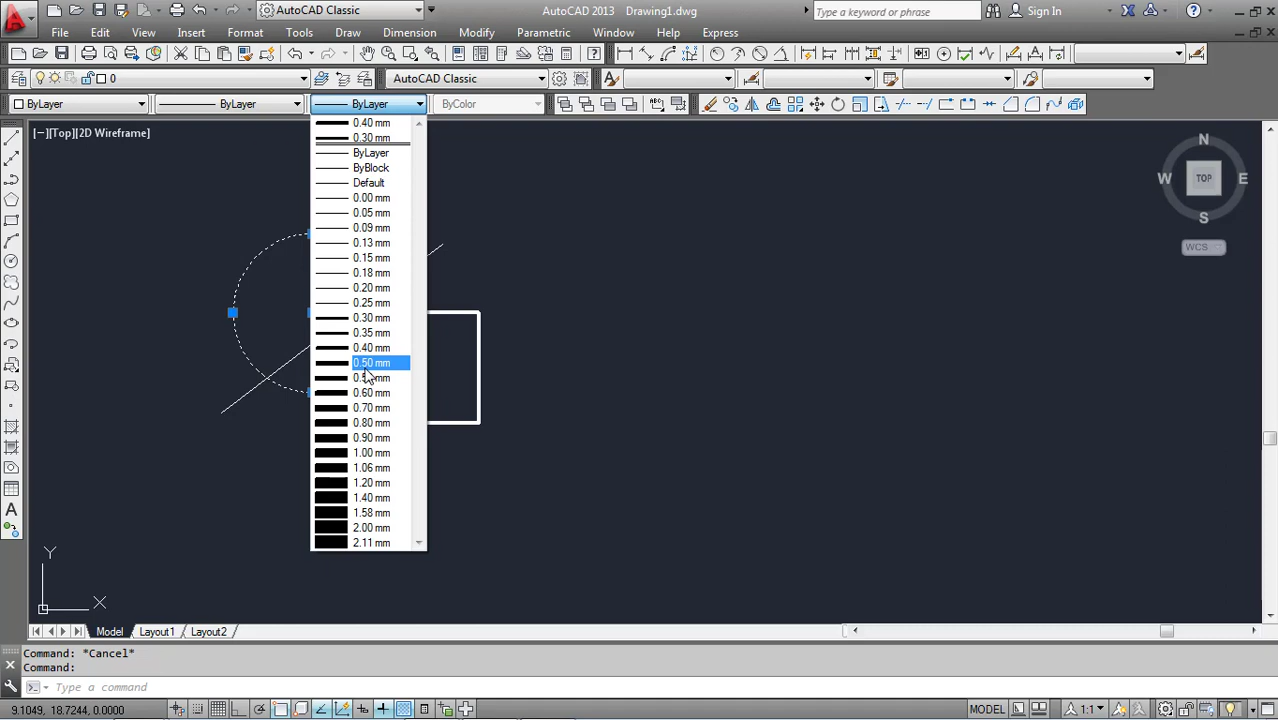 AutoCAD Classic
AutoCAD 2013 Drawing1.dwg
Type a keyword or phrase
Sign In
File Edit View Insert Format Tools Draw Dimension Modify Parametric Window Help Express
0
AutoCAD Classic
ByLayer
ByLayer
ByLayer
ByColor
[−][Top][2D Wireframe]
0.40 mm
0.30 mm
ByLayer
ByBlock
Default
0.00 mm
0.05 mm
0.09 mm
0.13 mm
0.15 mm
0.18 mm
0.20 mm
0.25 mm
0.30 mm
0.35 mm
0.40 mm
0.50 mm
0.60 mm
0.70 mm
0.80 mm
0.90 mm
1.00 mm
1.06 mm
1.20 mm
1.40 mm
1.58 mm
2.00 mm
2.11 mm
N
W TOP E
S
WCS
Y
X
Model Layout1 Layout2
Command: *Cancel*
Command:
Type a command
9.1049, 18.7244, 0.0000
MODEL
1:1